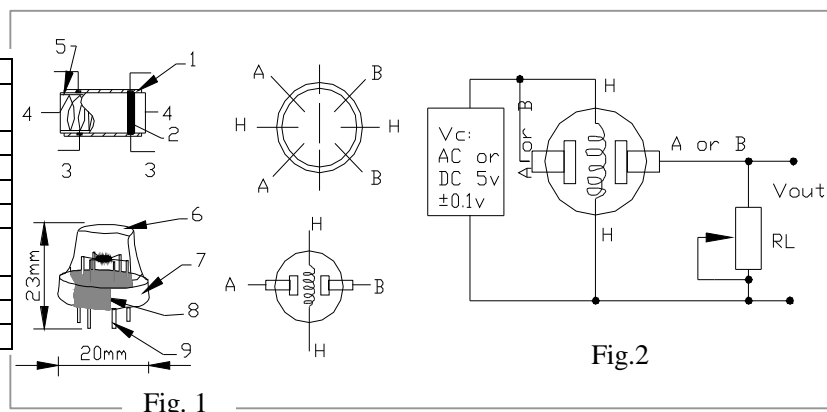 5
1
A
B
4
4
H
H
2
3
3
A
B
6
23mm
7
8
9
20mm
Fig. 1
H
A
B
H
Vc:
AC or
DC 5v
±0.1v
A or B
H
H
A or B
Vout
RL
Fig.2